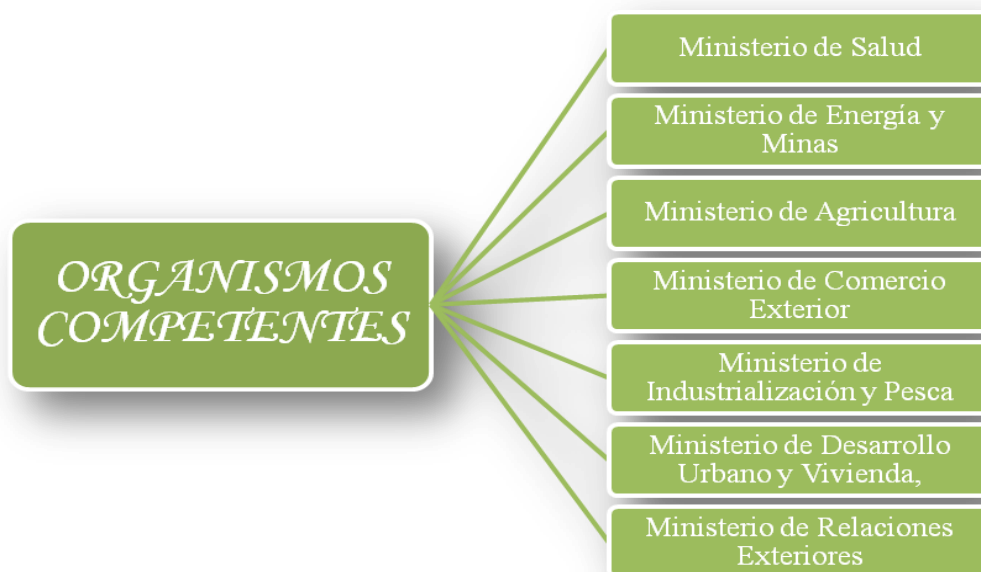 ORGANISMOS
COMPETENTES
Ministerio de Salud
Ministerio de Energía y
Minas
Ministerio de Agricultura
Ministerio de Comercio
Exterior
Ministerio de
Industrialización y Pesca
Ministerio de Desarrollo
Urbano y Vivienda,
Ministerio de Relaciones
Exteriores